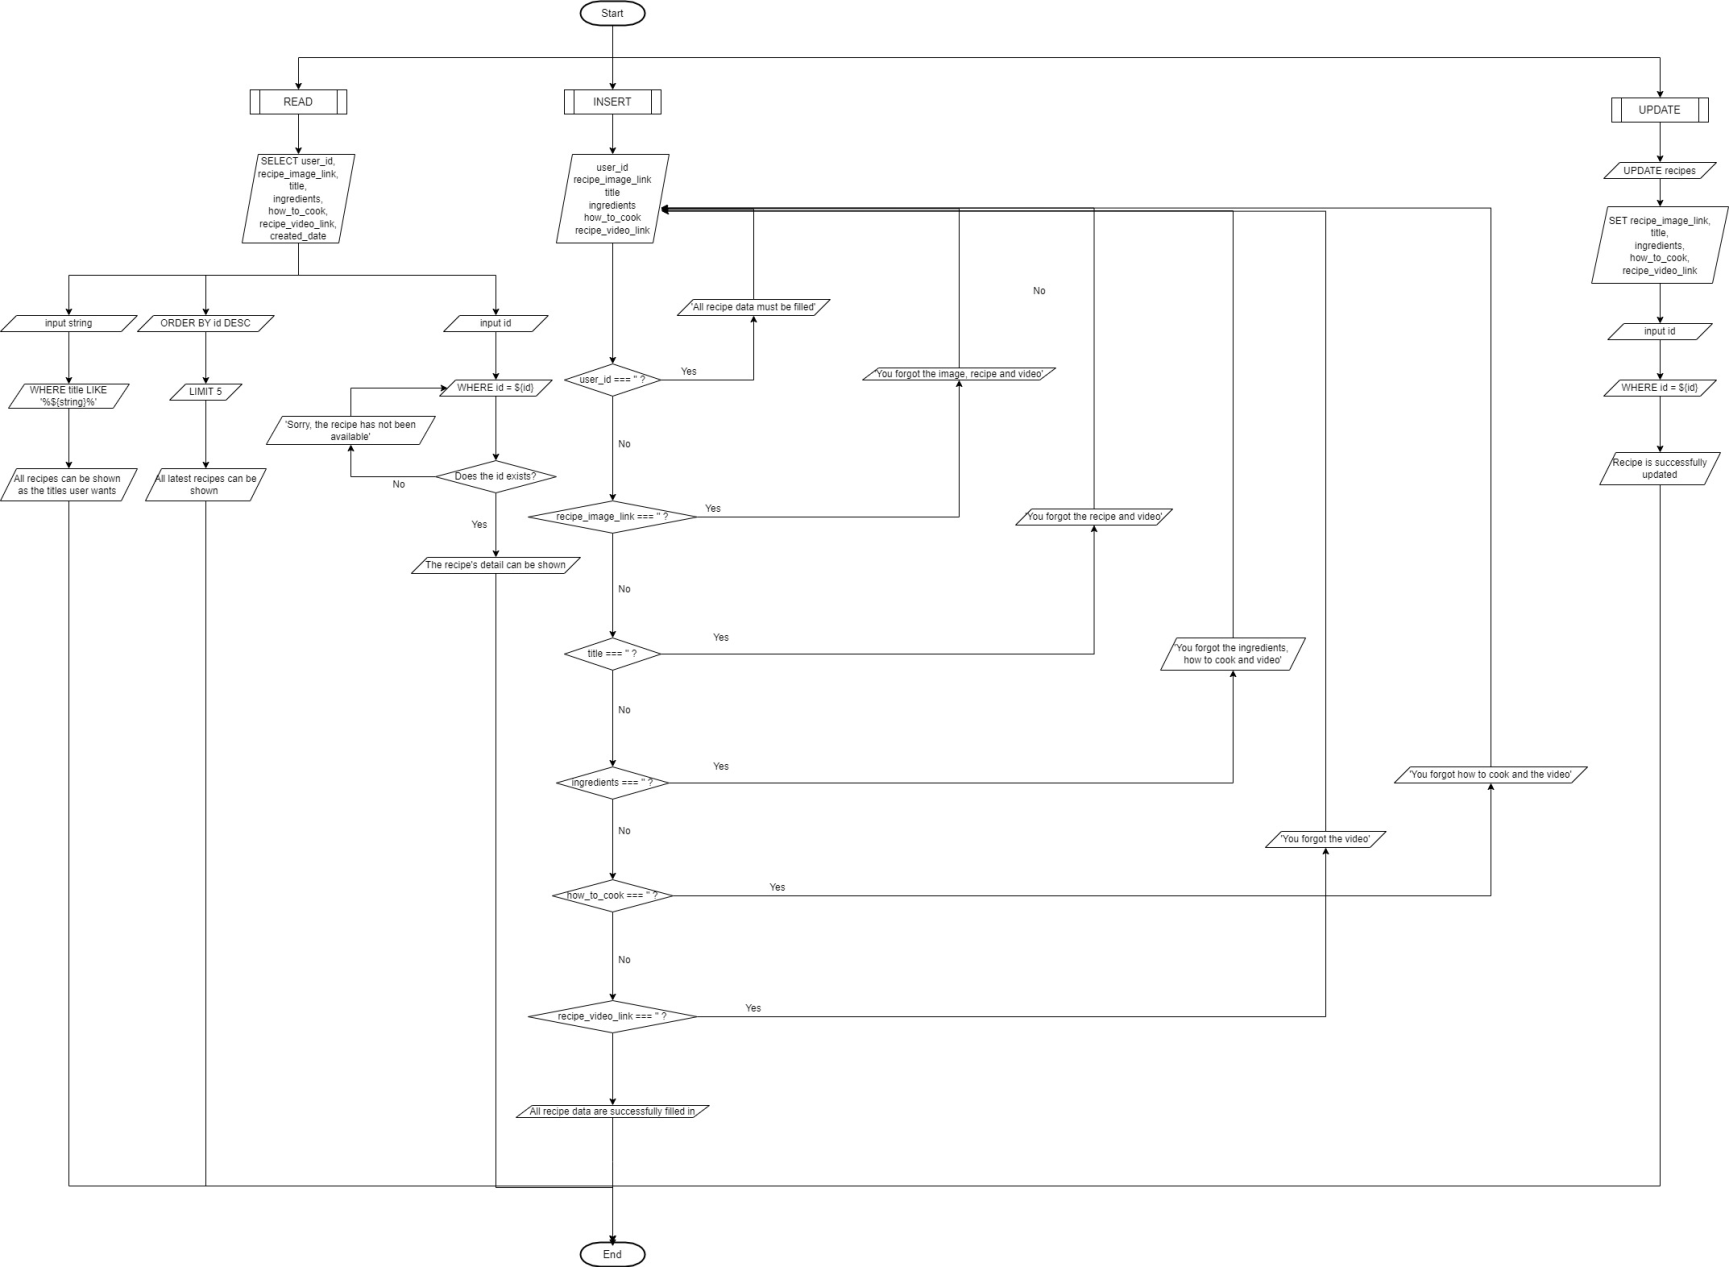 Start
READ
INSERT
UPDATE
SELECT user_id,
recipe_image_link,
title,
ingredients,
how_to_cook,
recipe_video_link,
created_date
user_id
recipe_image_link
title
ingredients
how_to_cook
recipe_video_link
UPDATE recipes
SET recipe_image_link,
title,
ingredients,
how_to_cook,
recipe_video_link
No
input string
ORDER BY id DESC
input id
'All recipe data must be filled'
input id
WHERE title LIKE
'%${string}%'
LIMIT 5
WHERE id = ${id}
user_id === '' ?
Yes
'You forgot the image, recipe and video'
WHERE id = ${id}
'Sorry, the recipe has not been
available'
No
All recipes can be shown
as the titles user wants
All latest recipes can be
shown
Does the id exists?
No
Recipe is successfully
updated
Yes
recipe_image_link === '' ?
Yes
'You forgot the recipe and video'
The recipe's detail can be shown
No
title === '' ?
Yes
'You forgot the ingredients,
how to cook and video'
No
ingredients === '' ?
Yes
'You forgot how to cook and the video'
No
'You forgot the video'
how_to_cook === '' ?
Yes
No
recipe_video_link === '' ?
Yes
All recipe data are successfully filled in
End